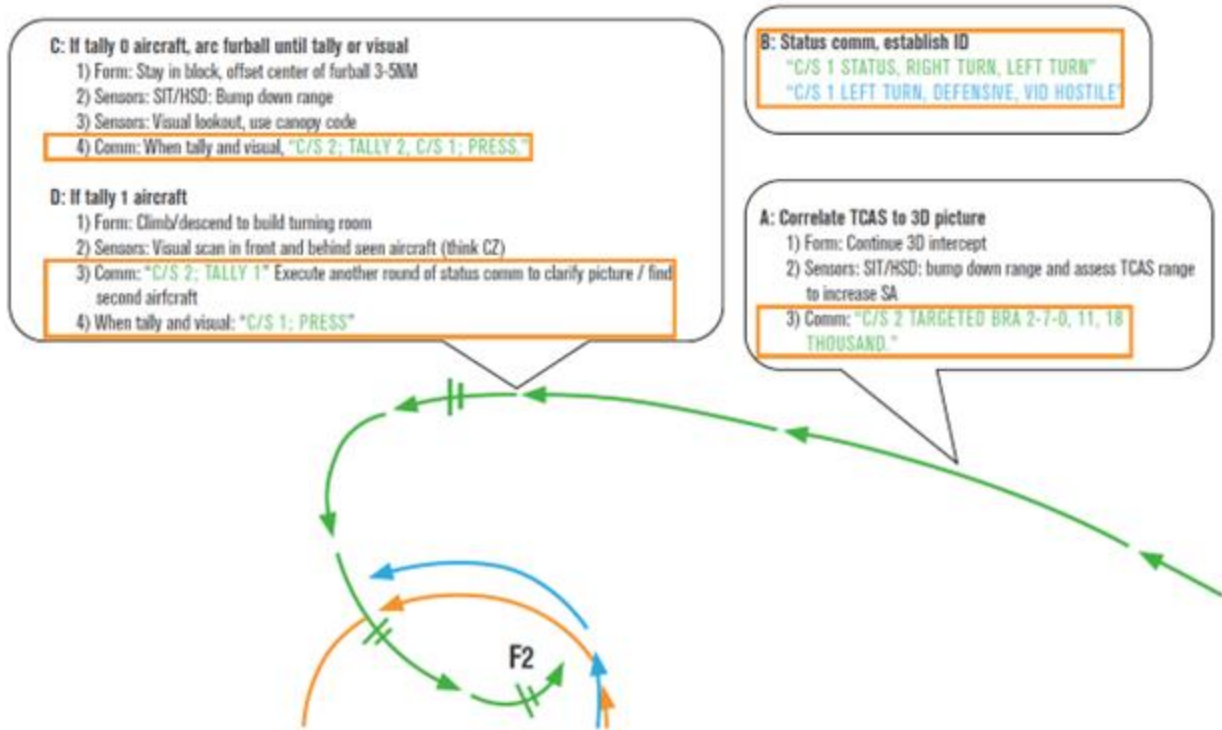 C: If tally 0 aircraft, arc furball until tally or visual
1) Form: Stay in block, offset center of furball 3-5NM
2) Sensors: SIT/HSD: Bump down range
3) Sensors: Visual lookout, use canopy code
4) Comm: When tally and visual, “C/S 2; TALLY 2, C/S 1; PRESS.”
D: If tally 1 aircraft
1) Form: Climb/descend to build turning room
2) Sensors: Visual scan in front and behind seen aircraft (think CZ)
3) Comm: “C/S 2; TALLY 1” Execute another round of status comm to clarify picture / find
second airfcraft
4) When tally and visual: “C/S 1; PRESS”
B: Status comm, establish ID
“C/S 1 STATUS, RIGHT TURN, LEFT TURN”
“C/S 1 LEFT TURN, DEFENSIVE, VID HOSTILE”
A: Correlate TCAS to 3D picture
1) Form: Continue 3D intercept
2) Sensors: SIT/HSD: bump down range and assess TCAS range
to increase SA
3) Comm: “C/S 2 TARGETED BRA 2-7-0, 11, 18
THOUSAND.”
F2